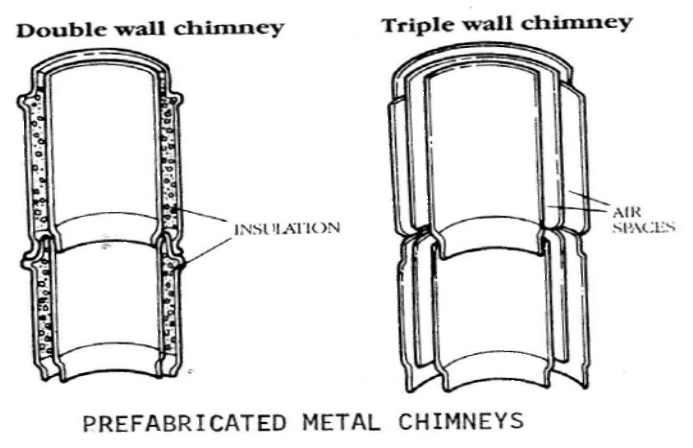 Double wall chimney
Triple wall chimney
INSULATION
AIR
SPACES
PREFABRICATED METAL CHIMNEYS